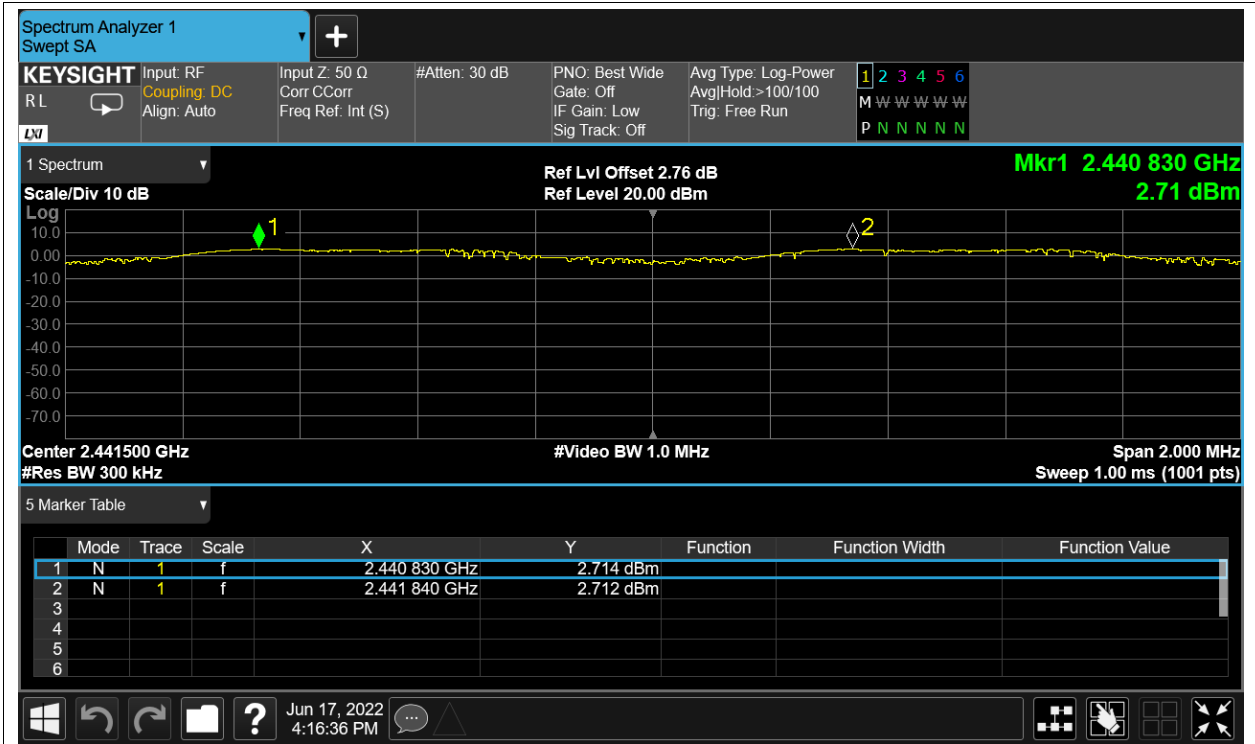 Spectrum Analyzer 1
Swept SA
+
KEYSIGHT Input: RF Input Z: 50 Ω #Atten: 30 dB PNO: Best Wide Avg Type: Log-Power 1 2 3 4 5 6
R L Coupling: DC Corr CCorr Gate: Off Avg|Hold:>100/100 M W W W W W
Align: Auto Freq Ref: Int (S) IF Gain: Low Trig: Free Run
LXI Sig Track: Off P N N N N N
1 Spectrum Ref Lvl Offset 2.76 dB Mkr1 2.440 830 GHz
Scale/Div 10 dB Ref Level 20.00 dBm 2.71 dBm
Log
1
2
10.0
0.00
-10.0
-20.0
-30.0
-40.0
-50.0
-60.0
-70.0
Center 2.441500 GHz #Video BW 1.0 MHz Span 2.000 MHz
#Res BW 300 kHz Sweep 1.00 ms (1001 pts)
5 Marker Table
Mode Trace Scale X Y Function Function Width Function Value
1 N 1 f 2.440 830 GHz 2.714 dBm
2 N 1 f 2.441 840 GHz 2.712 dBm
3
4
5
6
? Jun 17, 2022
4:16:36 PM